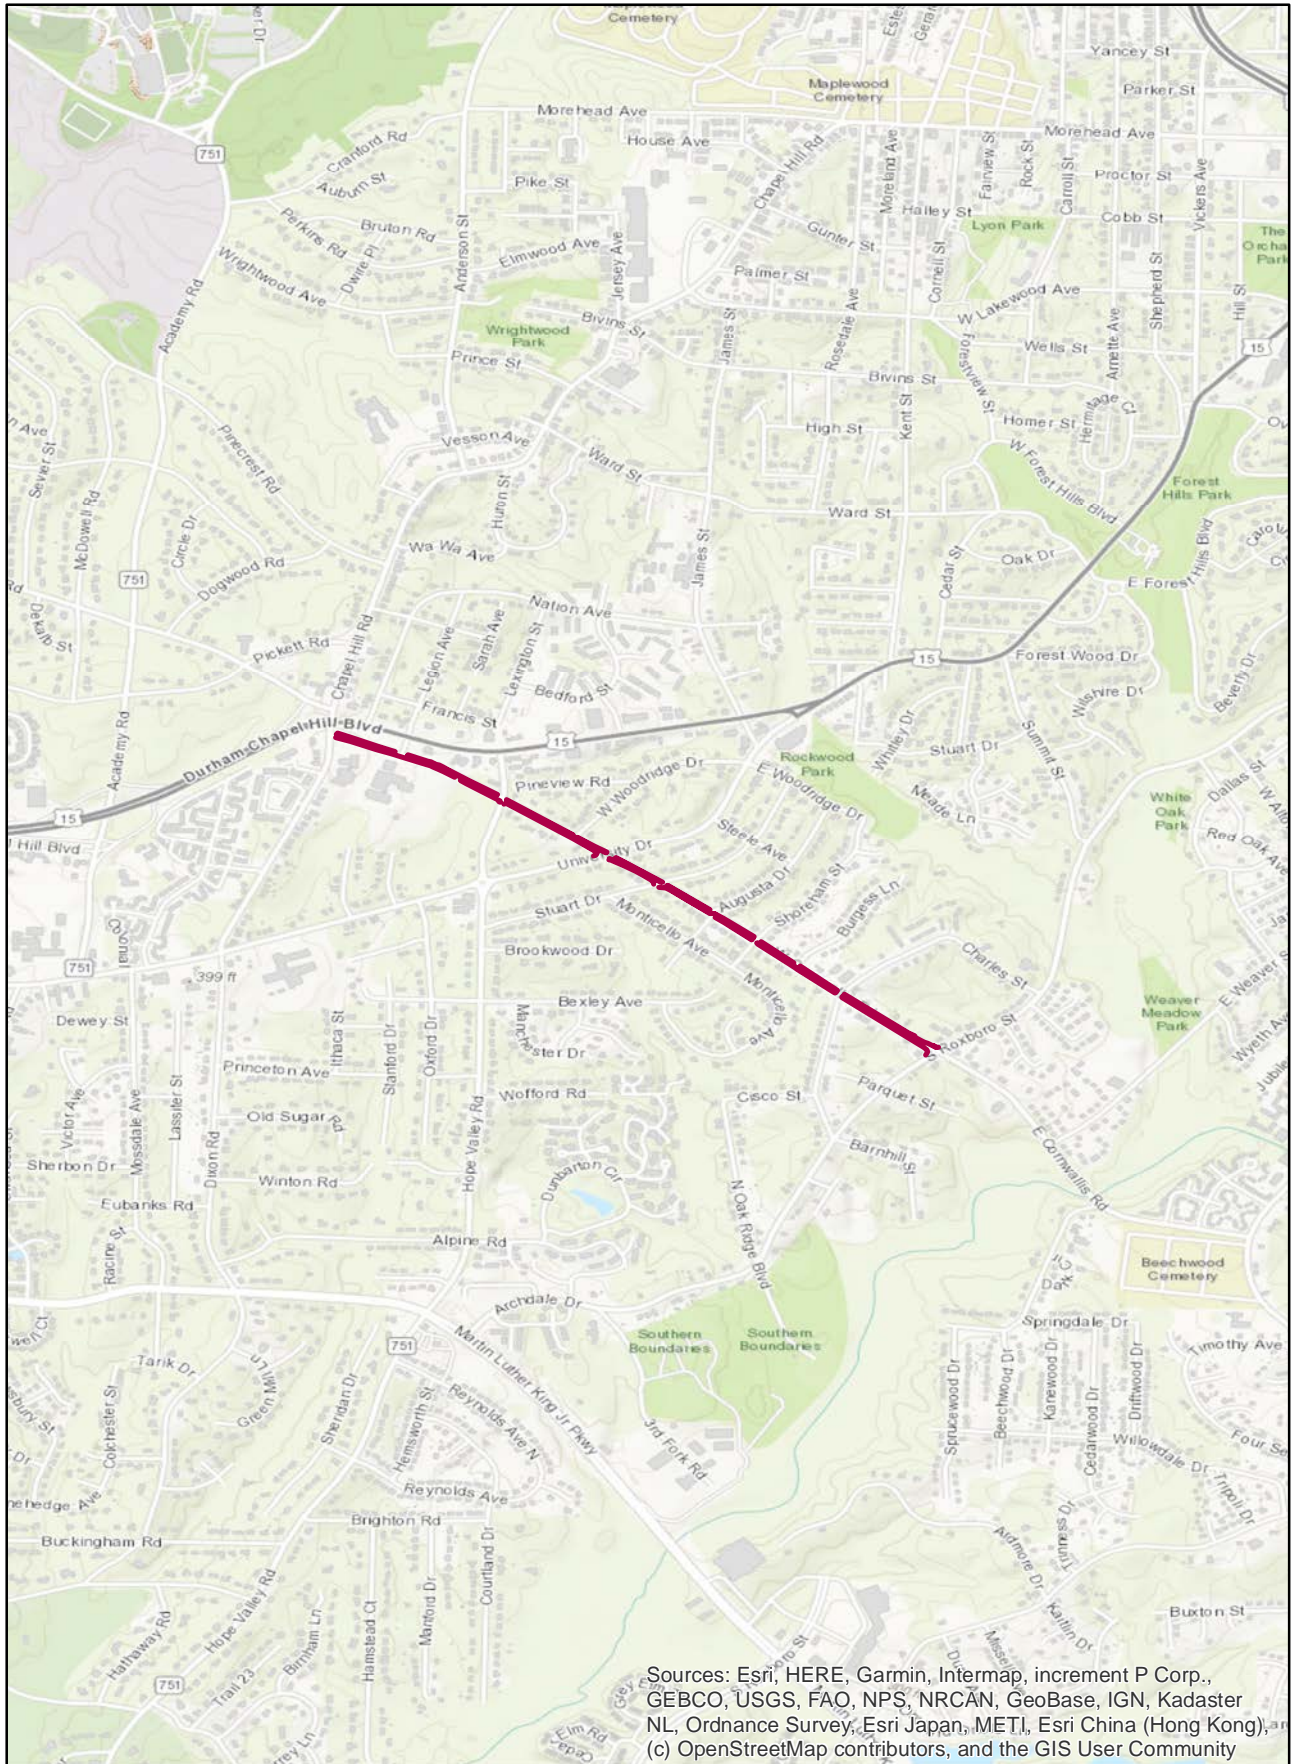 Cemetery
Yancey St
Maplewood
Cemetery
Parker St
Morehead Ave
House Ave
Morehead Ave
751
Cranford Rd
Auburn St
Pike St
Chapel Hill Rd
Moreland Ave
Fairview St
Rock St
Carroll St
Proctor St
Vickers Ave
Perkins Rd
Bruton Rd
Dwire Pl
Anderson St
Elmwood Ave
Jersey Ave
Gunter St
Halley St
Lyon Park
Cobb St
Shepherd St
The
Wrightwood Ave
Academy Rd
Palmer St
Cornell St
W Lakewood Ave
Hill St
Wrightwood
Park
Bivins St
James St
Rosedale Ave
Forestview St
Wells St
Arnette Ave
15
Prince St
Bivins St
Kent St
Homer St
Hermitage Ct
Sevier St
Pinecrest Rd
Vesson Ave
High St
Ward St
W Forest Hills Blvd
Forest
Hills Park
McDowell Rd
Circle Dr
Huron St
Ward St
Wa Wa Ave
James St
Cedar St
Oak Dr
E Forest Hills Blvd
751
Dogwood Rd
Dekalb St
Nation Ave
Pickett Rd
Chapel Hill Rd
Legion Ave
Sarah Ave
Lexington St
Bedford St
15
Forest Wood Dr
Wilshire Dr
Beverly Dr
Francis St
Durham-Chapel Hill-Blvd
15
Academy Rd
Rockwood
Park
Whitley Dr
Stuart Dr
Summit St
Pineview Rd
W Woodridge Dr
E Woodridge Dr
Meade Ln
White
Oak
Park
Dallas St
15
Hill Blvd
University Dr
Steele Ave
Red Oak Ave
Stuart Dr
Monticello Ave
Augusta Dr
Shoreham St
Burgess Ln
Colonial
Brookwood Dr
Charles St
751
399 ft
Monticello Ave
E Weaver S
Dewey St
Bexley Ave
Weaver
Meadow
Park
Ithaca St
Stanford Dr
Oxford Dr
Manchester Dr
S Roxboro St
Wyeth Av
Princeton Ave
Victor Ave
Lassiter St
Hope Valley Rd
Wofford Rd
Cisco St
Parquet St
Old Sugar Rd
Mossdale Ave
Dixon Rd
Barnhill St
E Cornwallis Rd
Sherbon Dr
Winton Rd
Dunbarton Cir
Eubanks Rd
N Oak Ridge Blvd
Racine St
Alpine Rd
Beechwood
Cemetery
Archdale Dr
Springdale Dr
Southern
Boundaries
Southern
Boundaries
751
Martin Luther King Jr Pkwy
Timothy Ave
Tarik Dr
Green Mill Ln
Sheridan Dr
Hemsworth St
Reynolds Ave N
Colchester St
Sprucewood Dr
Beechwood Dr
Kanewood Dr
Cedarwood Dr
Driftwood Dr
3rd Fork Rd
Willowdale Dr
Tripoli Dr
Reynolds Ave
Brighton Rd
Buckingham Rd
Manford Dr
Courtland Dr
Ardmore Dr
Hope Valley Rd
Hamstead Ct
Birnham Ln
Hathaway Rd
Kaitlin Dr
Buxton St
751
Trail 23
Elm Rd
Sources: Esri, HERE, Garmin, Intermap, increment P Corp.,
GEBCO, USGS, FAO, NPS, NRCAN, GeoBase, IGN, Kadaster
NL, Ordnance Survey, Esri Japan, METI, Esri China (Hong Kong),
(c) OpenStreetMap contributors, and the GIS User Community